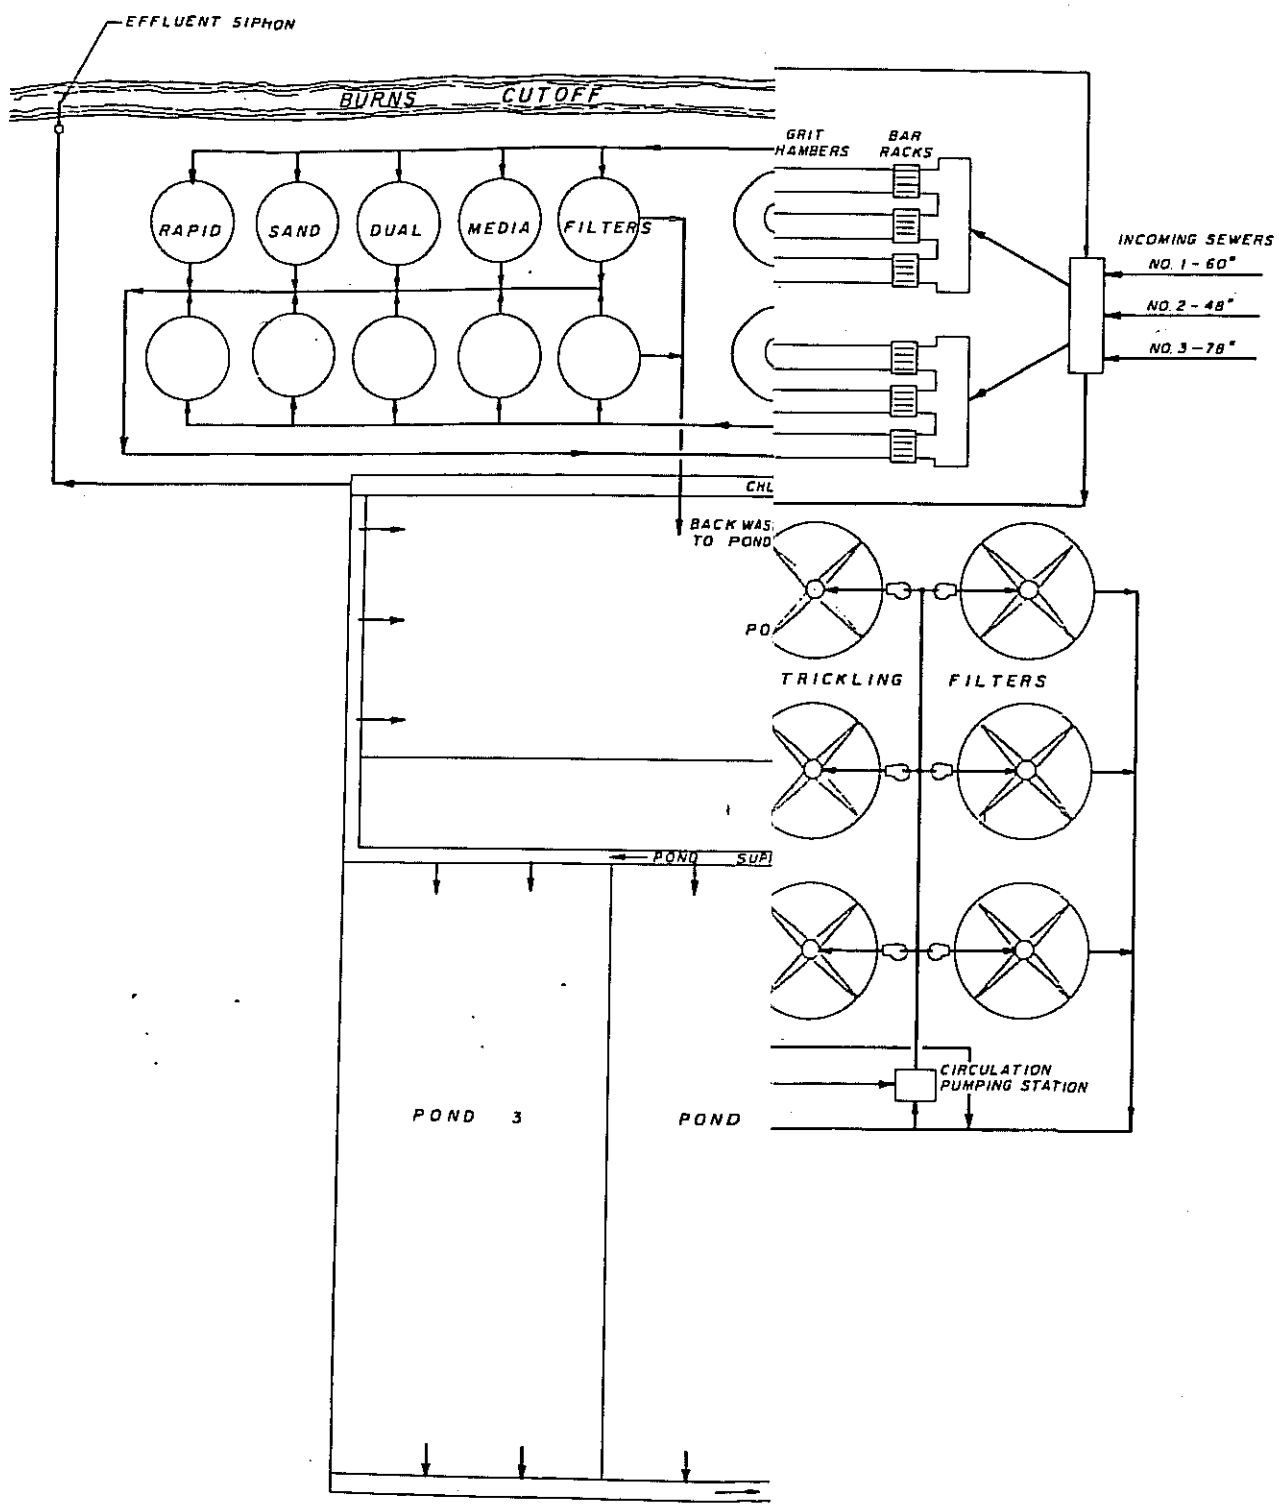 EFFLUENT SIPHON
BURNS CUTOFF
GRIT
HAMBERS
BAR
RACKS
RAPID SAND DUAL MEDIA FILTERS
INCOMING SEWERS
NO. 1 - 60"
NO. 2 - 48"
NO. 3 - 78"
CHL
BACK WAS
TO POND
PO
TRICKLING FILTERS
POND SUP
CIRCULATION
PUMPING STATION
POND 3
POND